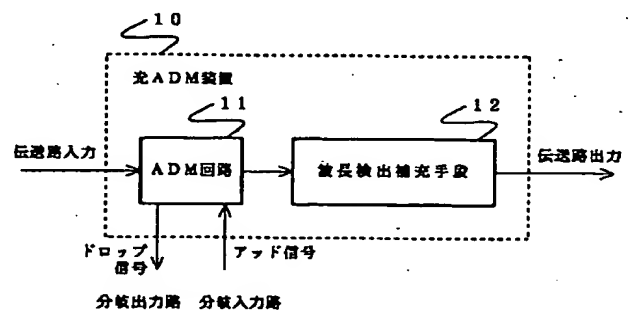 10
光ADM装置
11
12
伝送路入力
ADM回路
波長検出補充手段
伝送路出力
ドロップ
信号
アッド信号
分岐出力路
分岐入力路